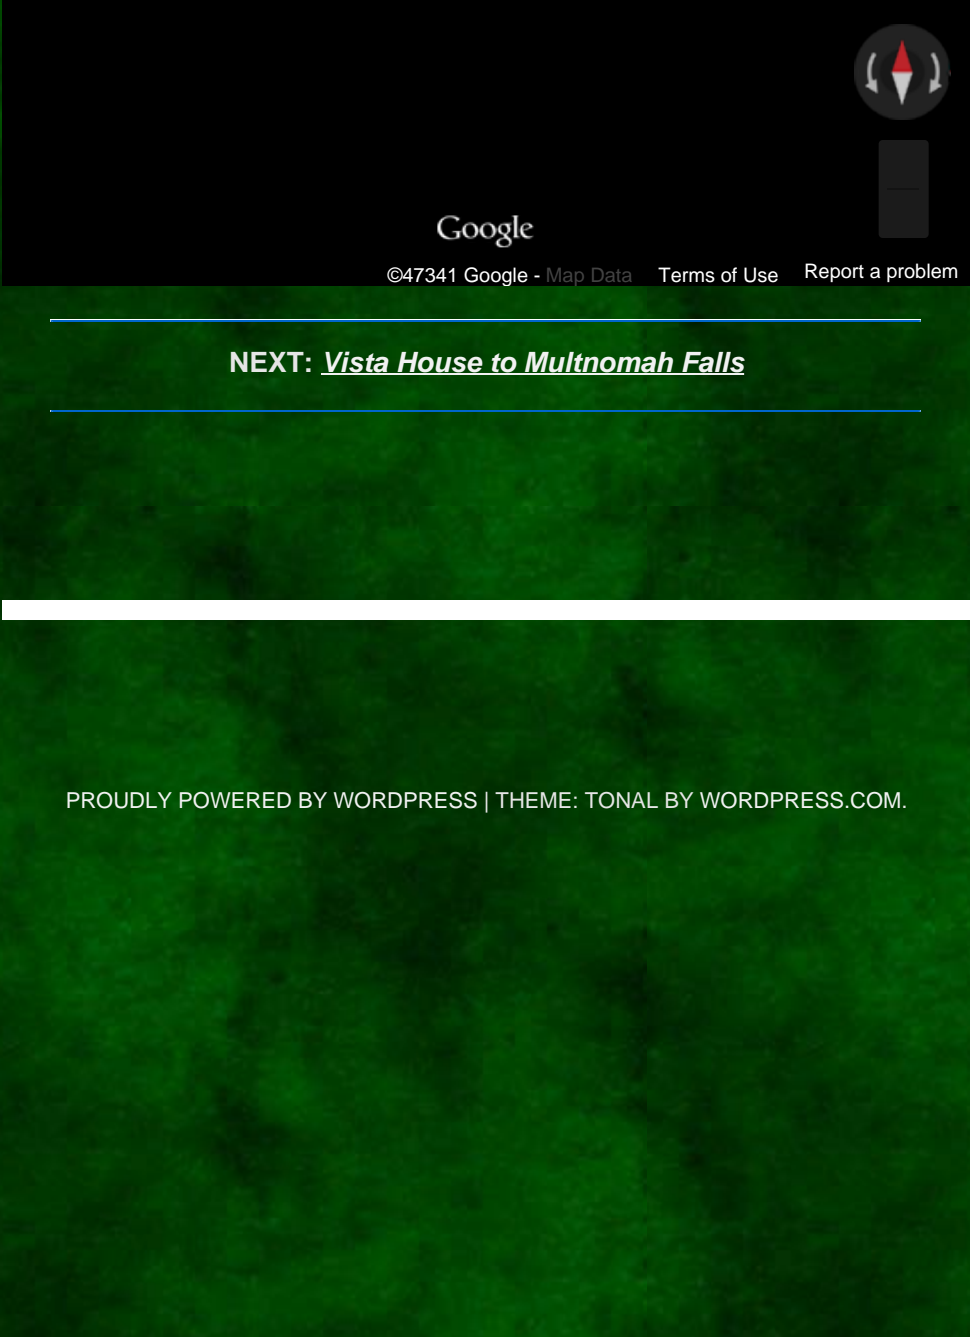 Google
©47341 Google - Map Data Terms of Use Report a problem
NEXT: Vista House to Multnomah Falls
PROUDLY POWERED BY WORDPRESS | THEME: TONAL BY WORDPRESS.COM.